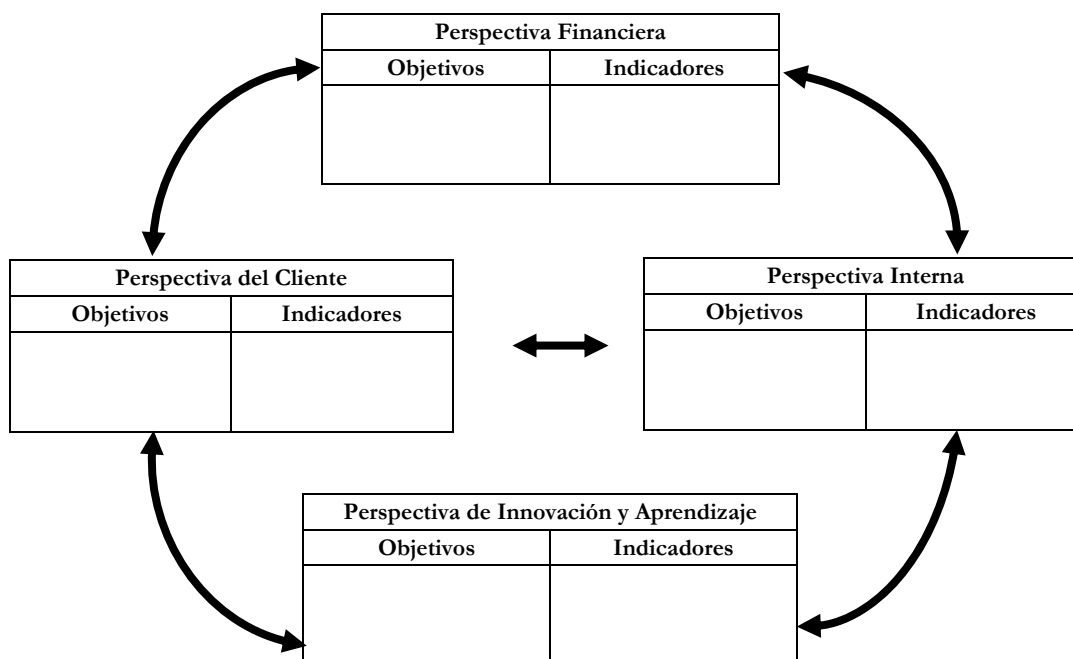 Perspectiva Financiera
Objetivos Indicadores
Perspectiva del Cliente
Objetivos Indicadores
Perspectiva Interna
Objetivos Indicadores
Perspectiva de Innovación y Aprendizaje
Objetivos Indicadores